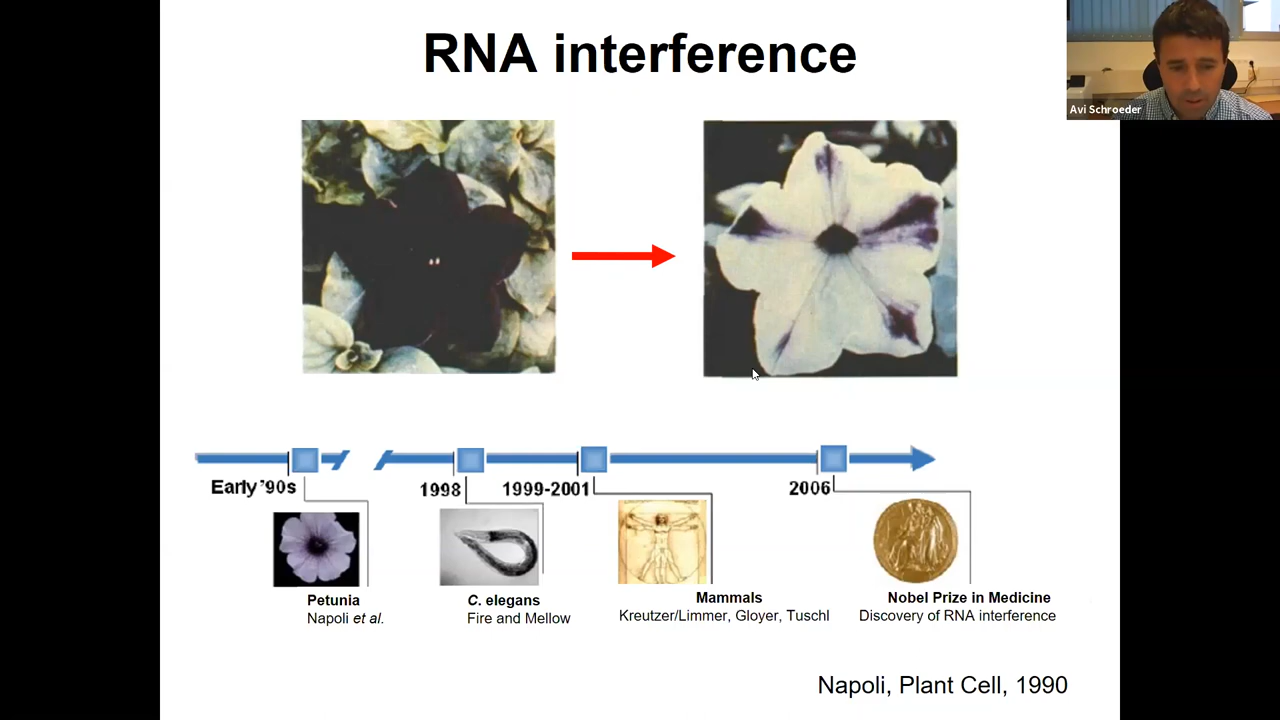 RNA interference
Avi Schroeder
Early '90s
1998
1999-2001
2006
Petunia
Napoli et al.
C. elegans
Fire and Mellow
Mammals
Kreutzer/Limmer, Gloyer, Tuschl
Nobel Prize in Medicine
Discovery of RNA interference
Napoli, Plant Cell, 1990